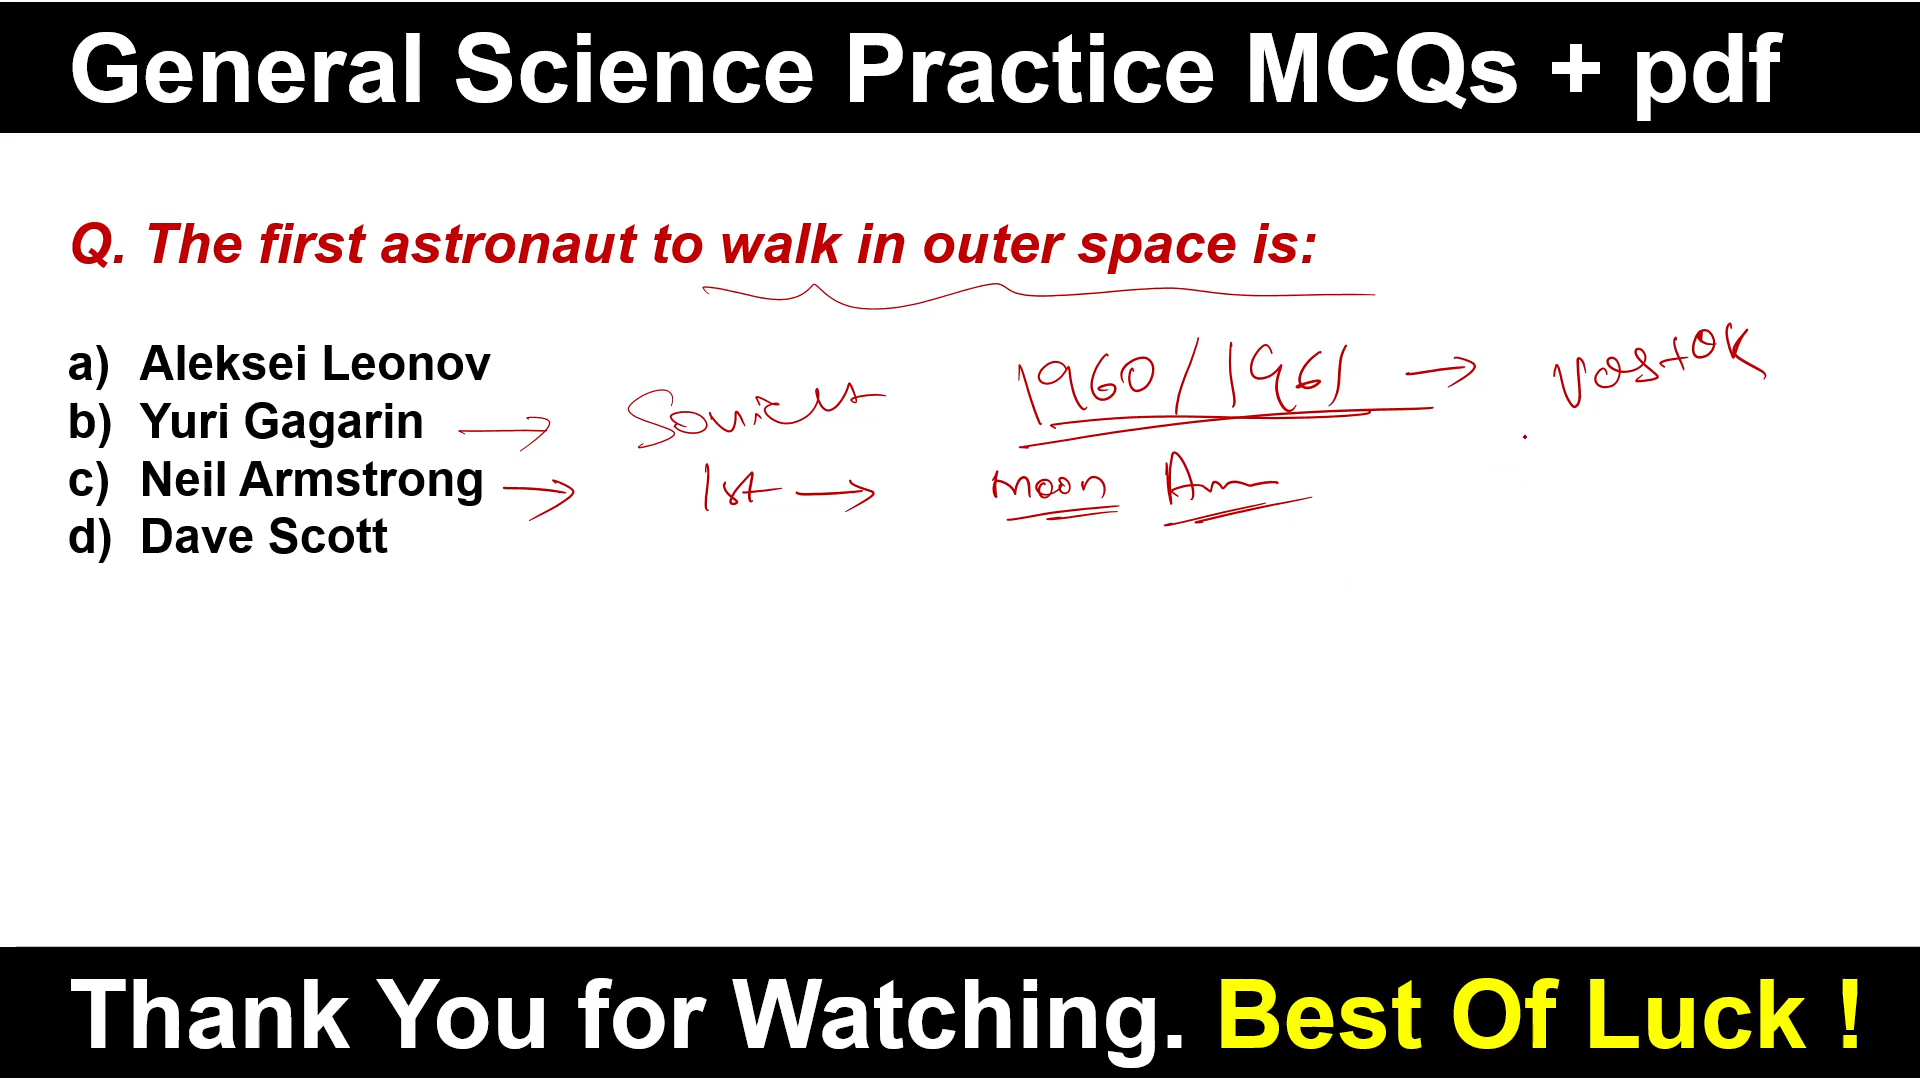 General Science Practice MCQs + pdf
Q. The first astronaut to walk in outer space is:
a) Aleksei Leonov
b) Yuri Gagarin → Soviet 1960/1961 → Vostok
c) Neil Armstrong → 1st → moon
d) Dave Scott
Thank You for Watching. Best Of Luck !